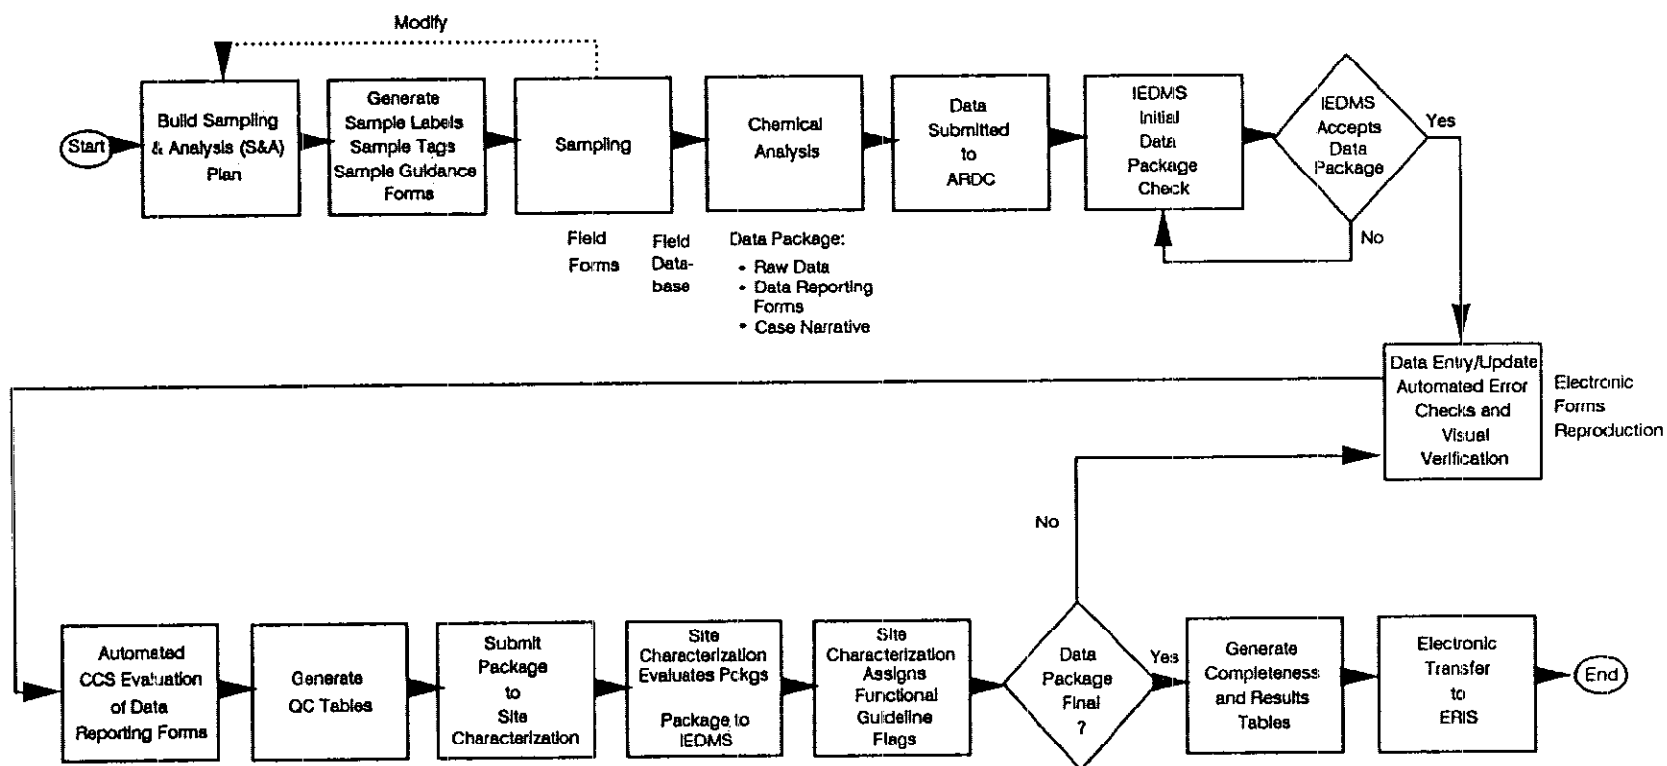 Modify
Start
Build Sampling
& Analysis (S&A)
Plan
Generate
Sample Labels
Sample Tags
Sample Guidance
Forms
Sampling
Chemical
Analysis
Data
Submitted
to
ARDC
IEDMS
Initial
Data
Package
Check
IEDMS
Accepts
Data
Package
Yes
No
Field
Forms
Field
Data-
base
Data Package:
• Raw Data
• Data Reporting
Forms
• Case Narrative
Data Entry/Update
Automated Error
Checks and
Visual
Verification
Electronic
Forms
Reproduction
No
Automated
CCS Evaluation
of Data
Reporting Forms
Generate
QC Tables
Submit
Package
to
Site
Characterization
Site
Characterization
Evaluates Pckgs
Package to
IEDMS
Site
Characterization
Assigns
Functional
Guideline
Flags
Data
Package
Final
?
Yes
Generate
Completeness
and Results
Tables
Electronic
Transfer
to
ERIS
End